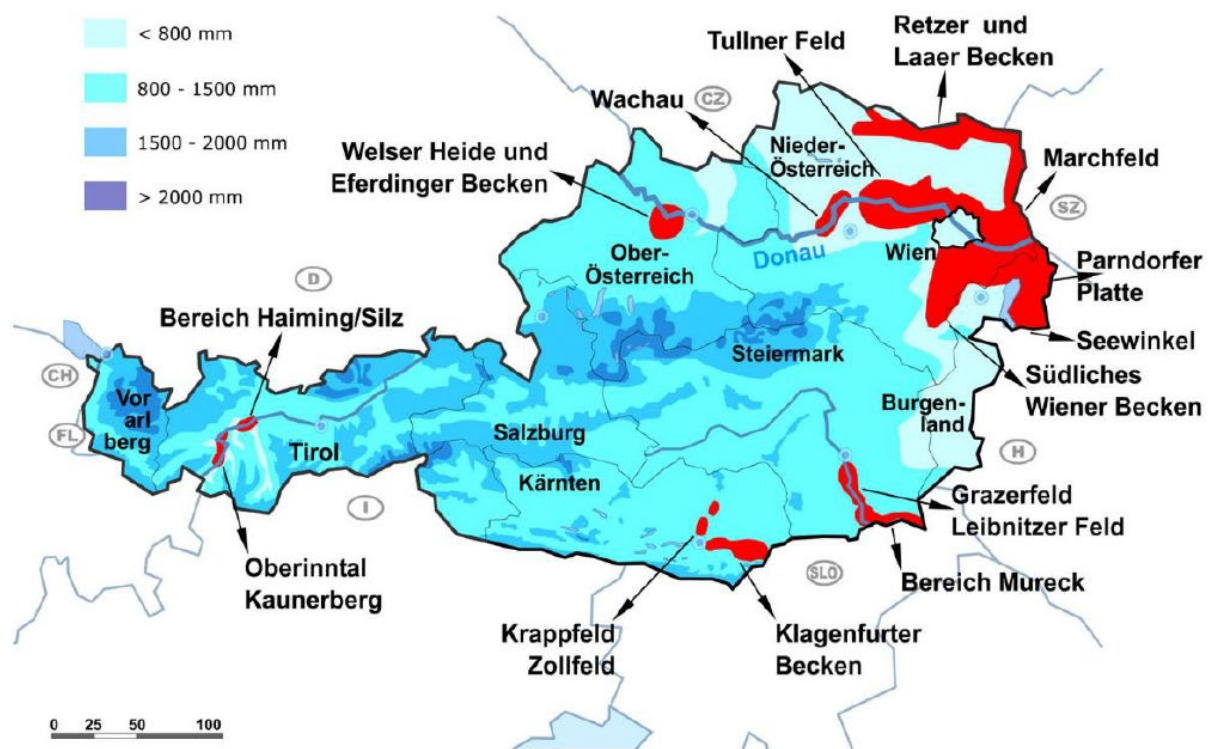 < 800 mm
800 - 1500 mm
1500 - 2000 mm
> 2000 mm
Retzer und
Laaer Becken
Tullner Feld
Wachau
CZ
Welser Heide und
Eferdinger Becken
Nieder-
Österreich
Marchfeld
SZ
Ober-
Österreich
Donau
Wien
Parndorfer
Platte
D
Bereich Haiming/Silz
Steiermark
Seewinkel
Südliches
Wiener Becken
CH
FL
Vor
arl
berg
Tirol
Salzburg
Burgen-
land
H
I
Kärnten
Grazerfeld
Leibnitzer Feld
Oberinntal
Kaunerberg
SLO
Bereich Mureck
Krappfeld
Zollfeld
Klagenfurter
Becken
0 25 50 100